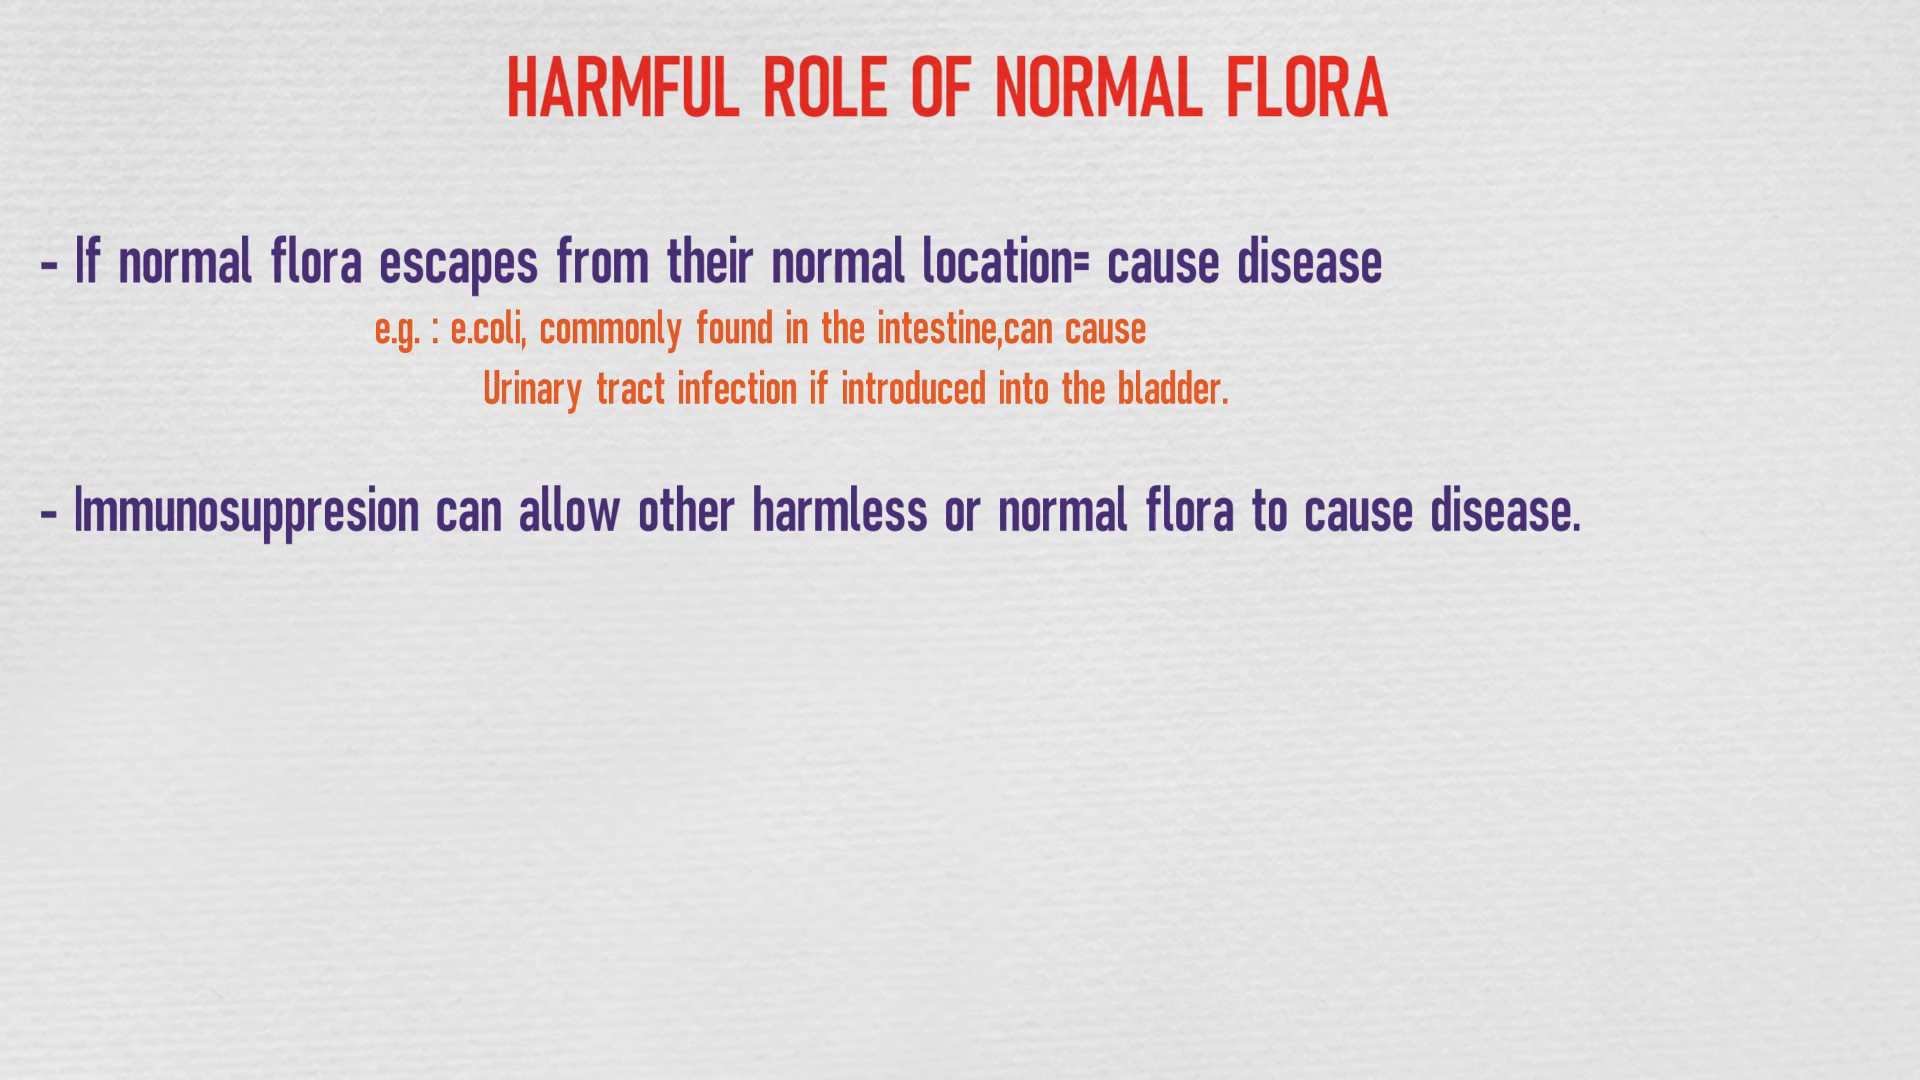 HARMFUL ROLE OF NORMAL FLORA
- If normal flora escapes from their normal location= cause disease
e.g. : e.coli, commonly found in the intestine,can cause
Urinary tract infection if introduced into the bladder.
- Immunosuppresion can allow other harmless or normal flora to cause disease.